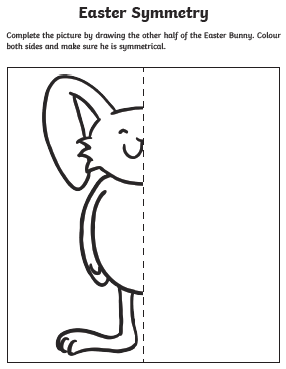 Easter Symmetry
Complete the picture by drawing the other half of the Easter Bunny. Colour
both sides and make sure he is symmetrical.